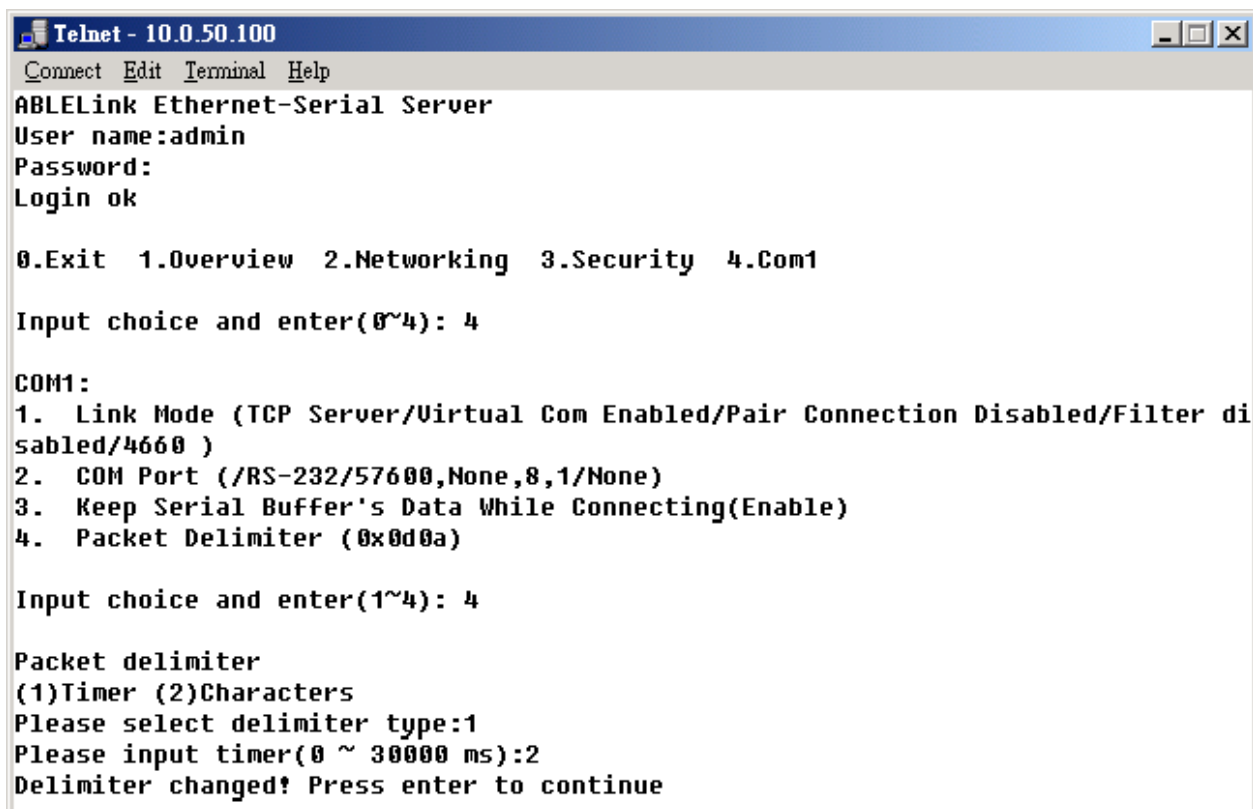 Telnet - 10.0.50.100
Connect Edit Terminal Help
ABLELink Ethernet-Serial Server
User name:admin
Password:
Login ok
0.Exit 1.Overview 2.Networking 3.Security 4.Com1
Input choice and enter(0~4): 4
COM1:
1. Link Mode (TCP Server/Virtual Com Enabled/Pair Connection Disabled/Filter di
sabled/4660 )
2. COM Port (/RS-232/57600,None,8,1/None)
3. Keep Serial Buffer's Data While Connecting(Enable)
4. Packet Delimiter (0x0d0a)
Input choice and enter(1~4): 4
Packet delimiter
(1)Timer (2)Characters
Please select delimiter type:1
Please input timer(0 ~ 30000 ms):2
Delimiter changed! Press enter to continue